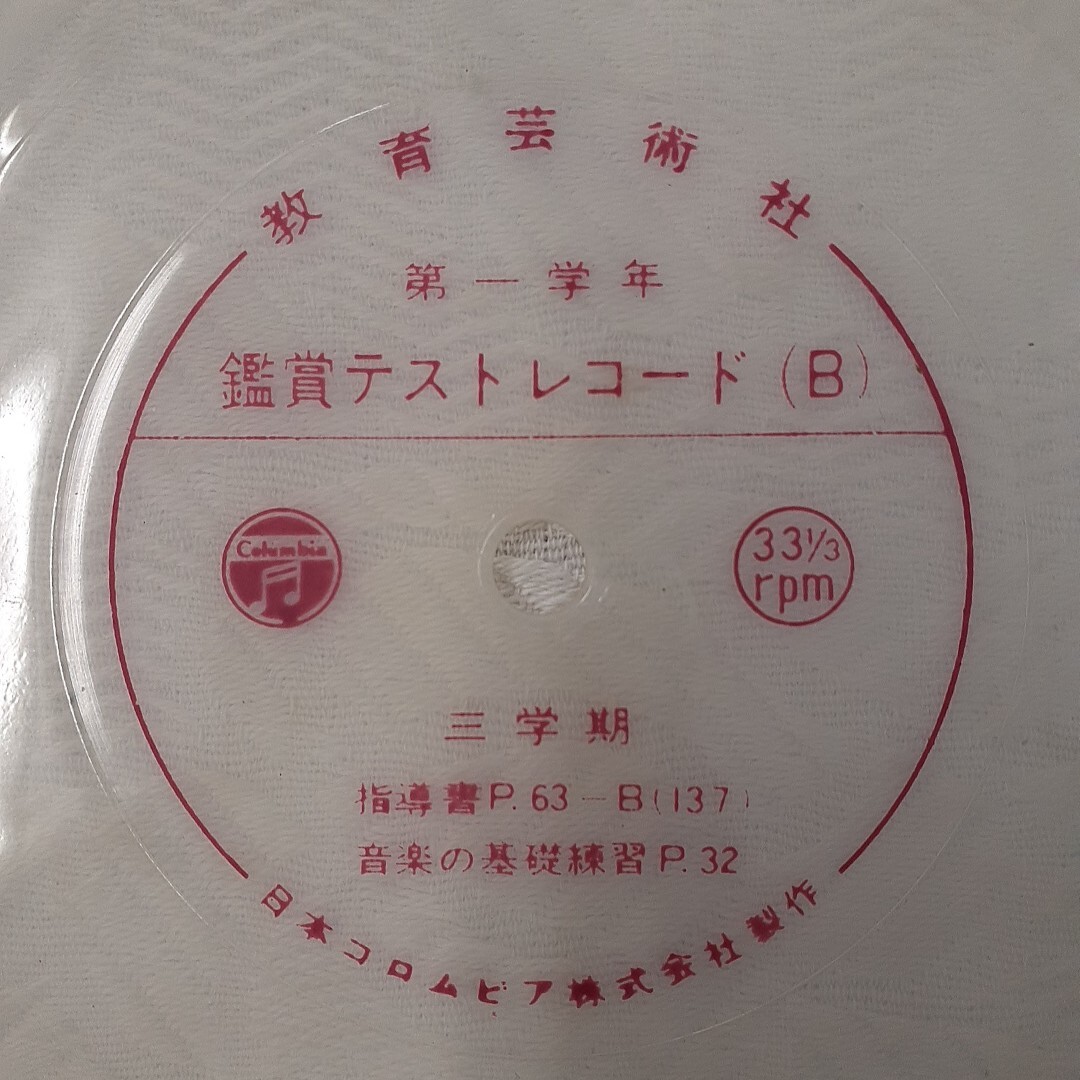 教育芸術社
第一学年
鑑賞テストレコード(B)
Columbia
33⅓
rpm
三学期
指導書P.63-B(137)
音楽の基礎練習P.32
日本コロムビア株式会社製作